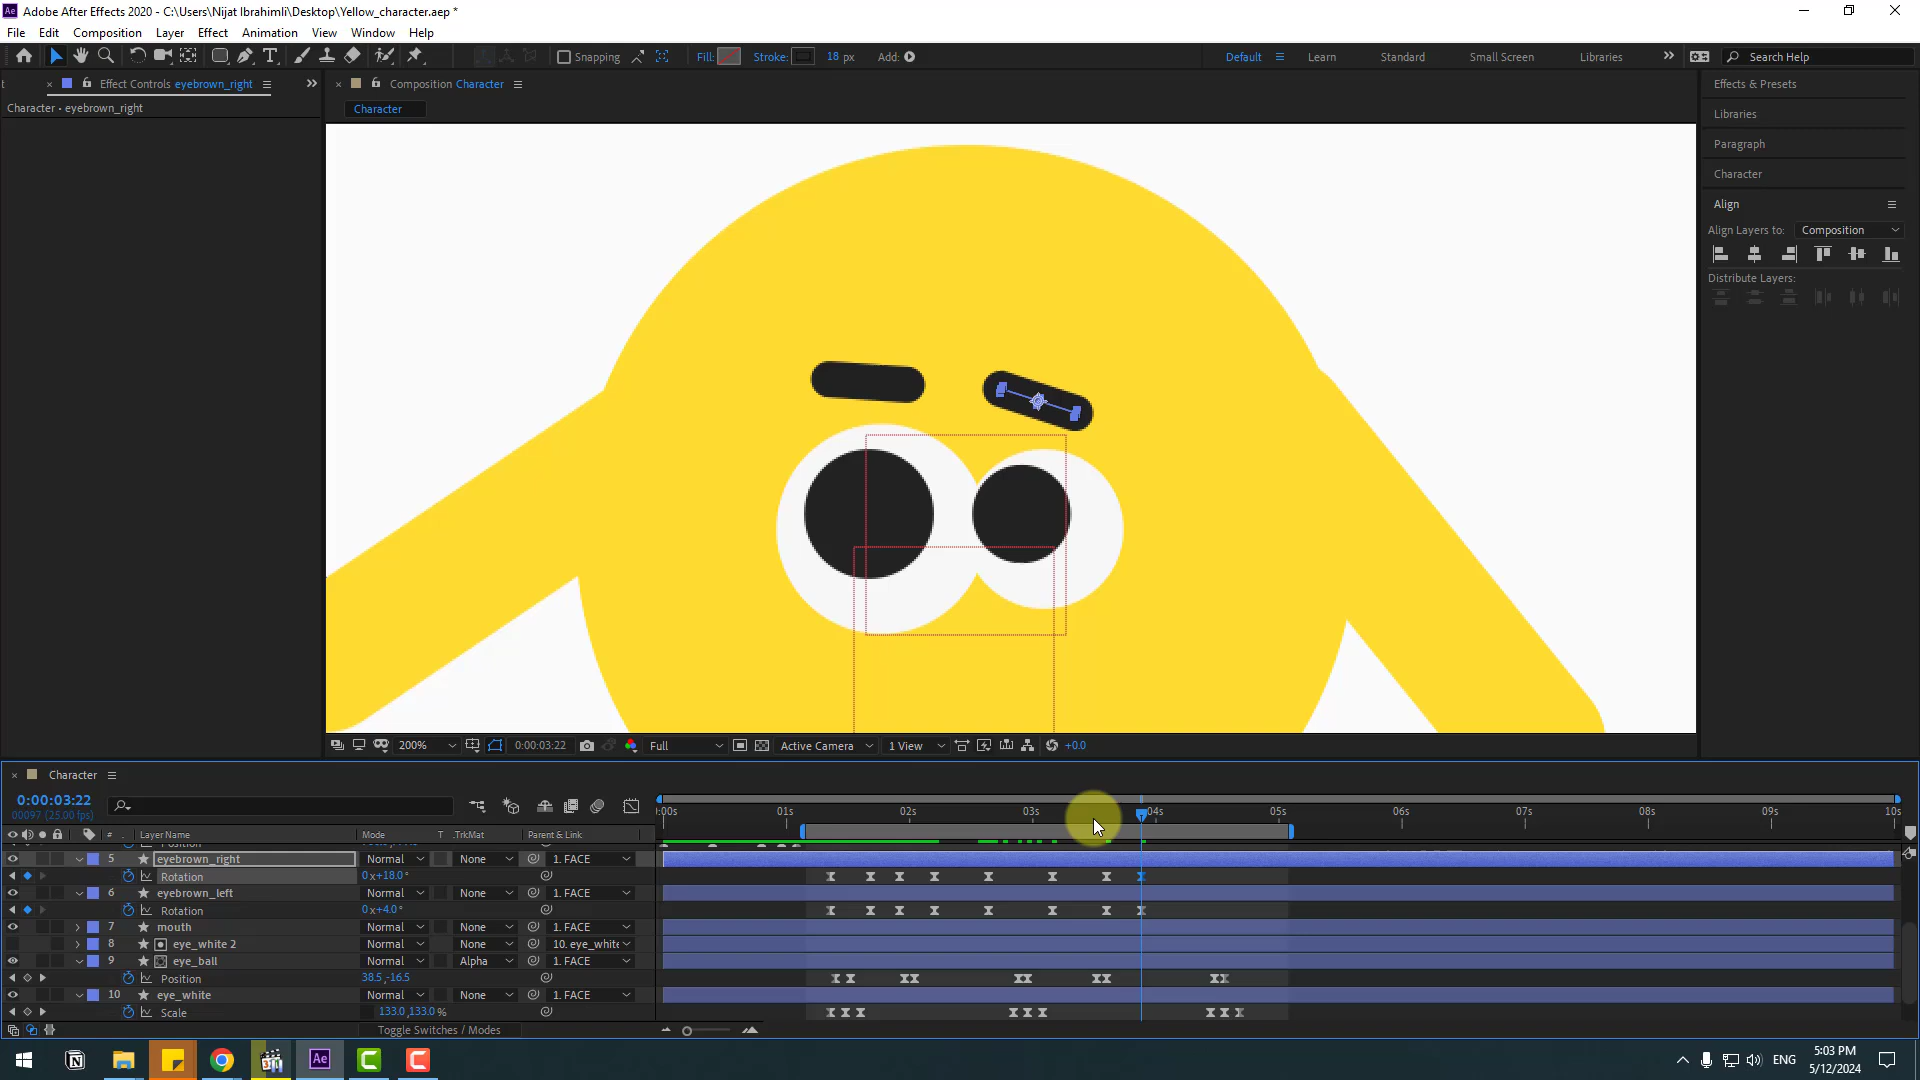 Adobe After Effects 2020 - C:\Users\Nijat Ibrahimli\Desktop\Yellow_character.aep *
File Edit Composition Layer Effect Animation View Window Help
Snapping Fill: Stroke: 18 px Add: Default Learn Standard Small Screen Libraries Search Help
Effect Controls eyebrown_right Composition Character Effects & Presets
Character • eyebrown_right Character
Libraries
Paragraph
Character
Align
Align Layers to: Composition
Distribute Layers:
200% 0:00:03:22 Full Active Camera 1 View +0.0
Character
0:00:03:22
00097 (25.00 fps)
:00s 01s 02s 03s 04s 05s 06s 07s 08s 09s 10s
# Layer Name Mode T .TrkMat Parent & Link
5 eyebrown_right Normal None 1. FACE
Rotation 0x+18.0°
6 eyebrown_left Normal None 1. FACE
Rotation 0x+4.0°
7 mouth Normal None 1. FACE
8 eye_white 2 Normal None 10. eye_white
9 eye_ball Normal Alpha 1. FACE
Position 38.5,-16.5
10 eye_white Normal None 1. FACE
Scale 133.0,133.0%
Toggle Switches / Modes
Ae ENG 5:03 PM
5/12/2024